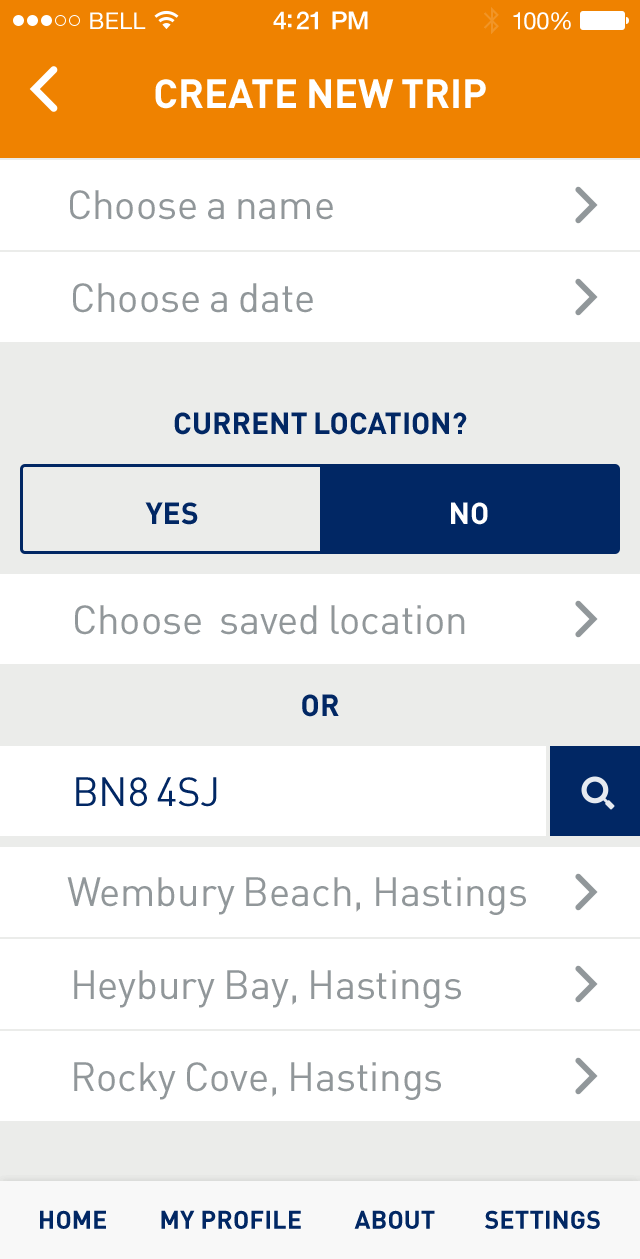 BELL 4:21 PM 100%
CREATE NEW TRIP
Choose a name
Choose a date
CURRENT LOCATION?
YES NO
Choose saved location
OR
BN8 4SJ
Wembury Beach, Hastings
Heybury Bay, Hastings
Rocky Cove, Hastings
HOME MY PROFILE ABOUT SETTINGS